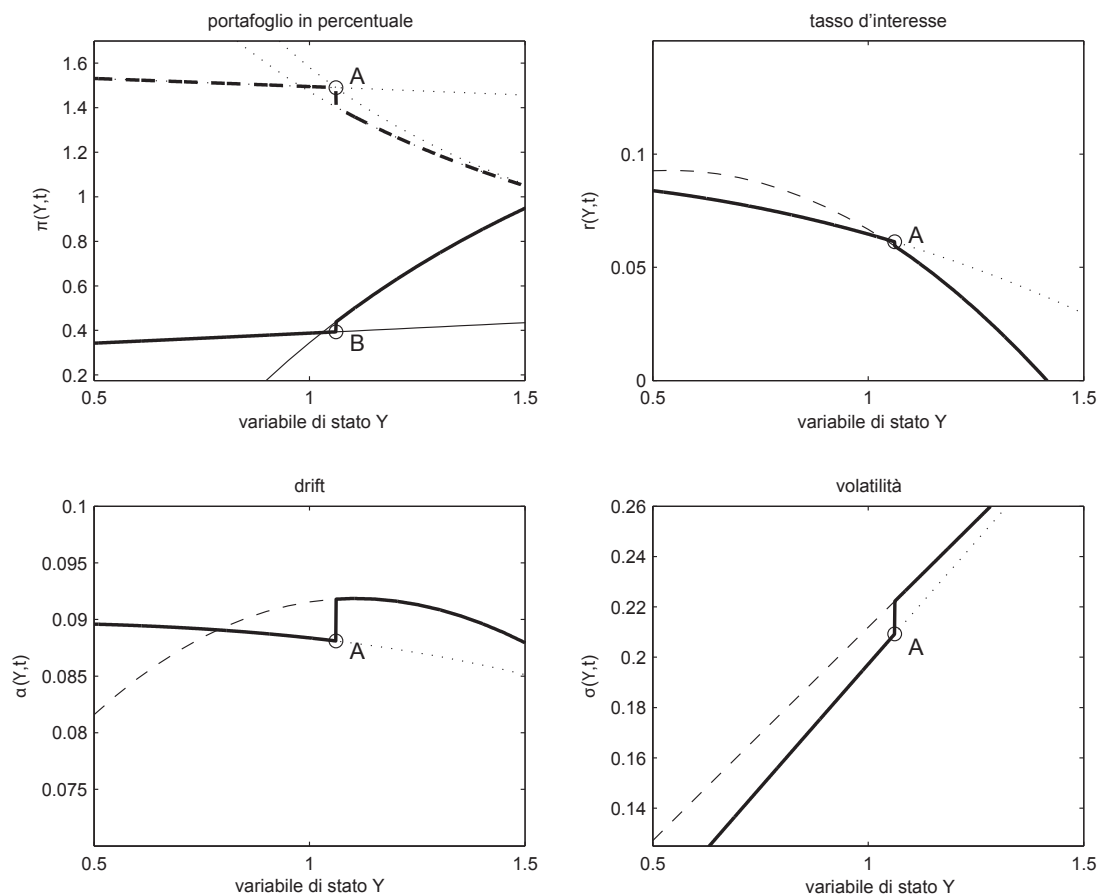 portafoglio in percentuale
1.6
1.4
1.2
1
0.8
0.6
0.4
0.2
π(Y,t)
A
B
0.5
1
1.5
variabile di stato Y
tasso d'interesse
0.1
0.05
0
r(Y,t)
A
0.5
1
1.5
variabile di stato Y
drift
0.1
0.095
0.09
0.085
0.08
0.075
α(Y,t)
A
0.5
1
1.5
variabile di stato Y
volatilità
0.26
0.24
0.22
0.2
0.18
0.16
0.14
σ(Y,t)
A
0.5
1
1.5
variabile di stato Y